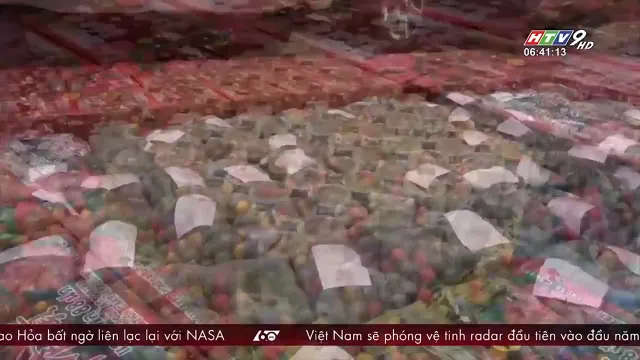 HTV9 HD
06:41:13
ao Hỏa bất ngờ liên lạc lại với NASA 60 Việt Nam sẽ phóng vệ tinh radar đầu tiên vào đầu năm